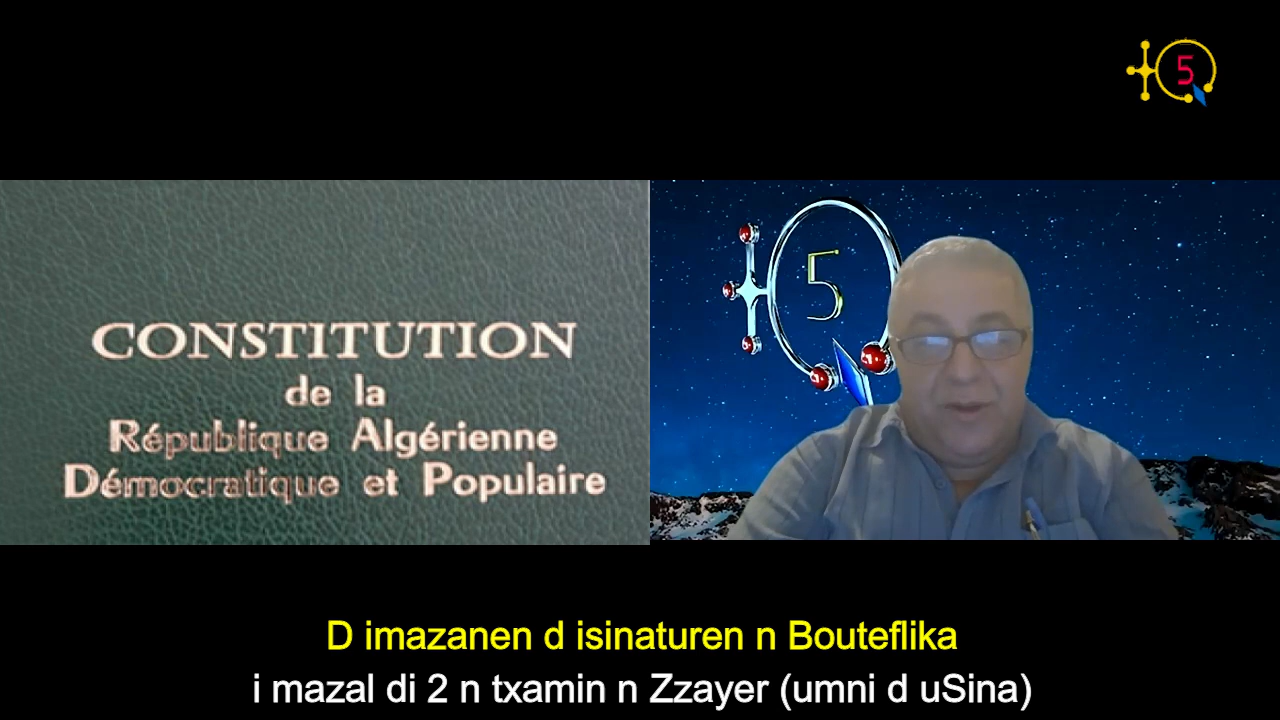 5
CONSTITUTION
de la
République Algérienne
Démocratique et Populaire
5
D imazanen d isinaturen n Bouteflika
i mazal di 2 n txamin n Zzayer (umni d uSina)